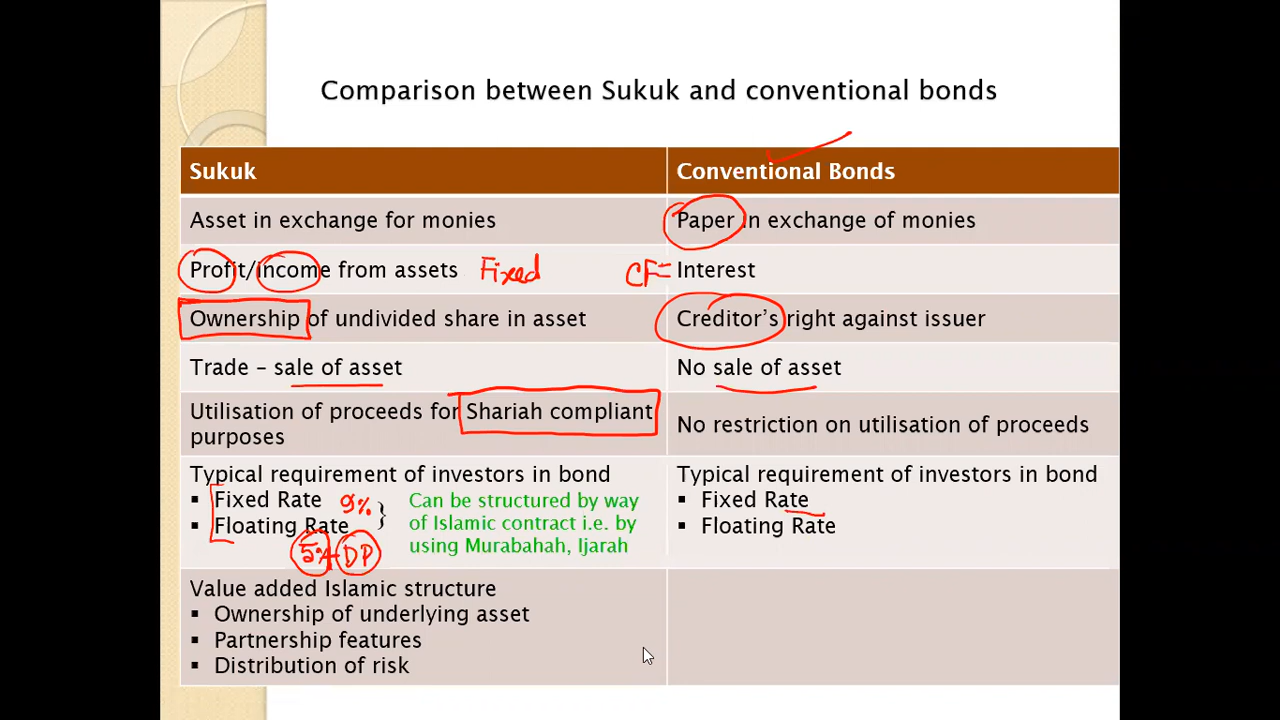 Comparison between Sukuk and conventional bonds
Sukuk
Conventional Bonds
Asset in exchange for monies
Paper in exchange of monies
Profit/income from assets Fixed
CF= Interest
Ownership of undivided share in asset
Creditor's right against issuer
Trade – sale of asset
No sale of asset
Utilisation of proceeds for Shariah compliant
purposes
No restriction on utilisation of proceeds
Typical requirement of investors in bond
▪ Fixed Rate 9%
▪ Floating Rate }
5% + DP
Can be structured by way
of Islamic contract i.e. by
using Murabahah, Ijarah
Typical requirement of investors in bond
▪ Fixed Rate
▪ Floating Rate
Value added Islamic structure
▪ Ownership of underlying asset
▪ Partnership features
▪ Distribution of risk